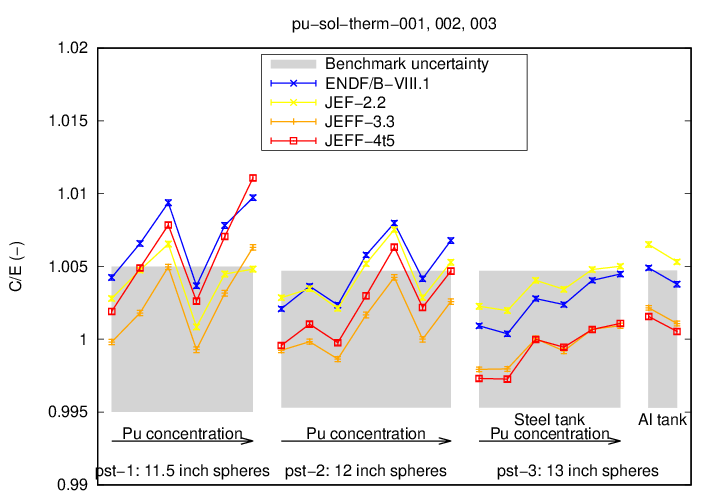 pu-sol-therm-001, 002, 003
1.02
1.015
1.01
1.005
1
0.995
0.99
C/E (-)
Benchmark uncertainty
ENDF/B-VIII.1
JEF-2.2
JEFF-3.3
JEFF-4t5
Steel tank
Al tank
Pu concentration
Pu concentration
Pu concentration
pst-1: 11.5 inch spheres
pst-2: 12 inch spheres
pst-3: 13 inch spheres